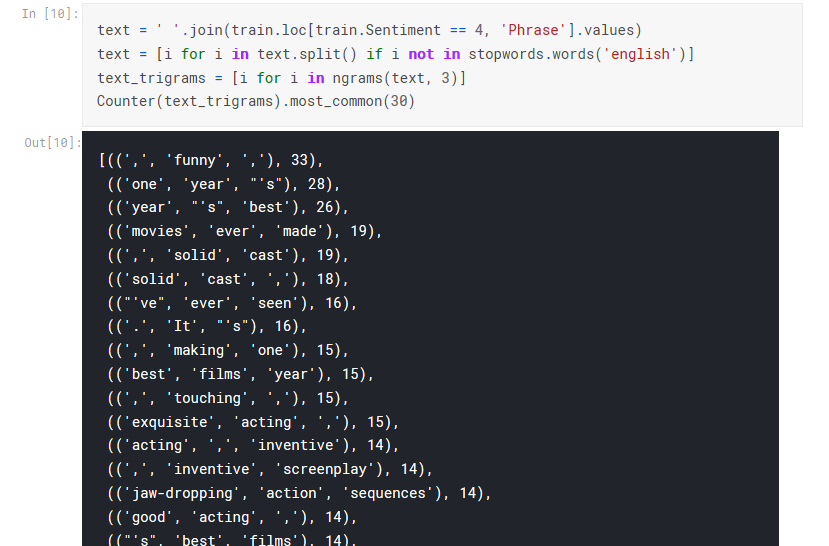 In [10]:
text = ' '.join(train.loc[train.Sentiment == 4, 'Phrase'].values)
text = [i for i in text.split() if i not in stopwords.words('english')]
text_trigrams = [i for i in ngrams(text, 3)]
Counter(text_trigrams).most_common(30)
Out[10]:
[((',', 'funny', ','), 33),
(('one', 'year', "'s"), 28),
(('year', "'s", 'best'), 26),
(('movies', 'ever', 'made'), 19),
((',', 'solid', 'cast'), 19),
(('solid', 'cast', ','), 18),
(("'ve", 'ever', 'seen'), 16),
(('.', 'It', "'s"), 16),
((',', 'making', 'one'), 15),
(('best', 'films', 'year'), 15),
((',', 'touching', ','), 15),
(('exquisite', 'acting', ','), 15),
(('acting', ',', 'inventive'), 14),
((',', 'inventive', 'screenplay'), 14),
(('jaw-dropping', 'action', 'sequences'), 14),
(('good', 'acting', ','), 14),
(("'s", 'best', 'films'), 14),